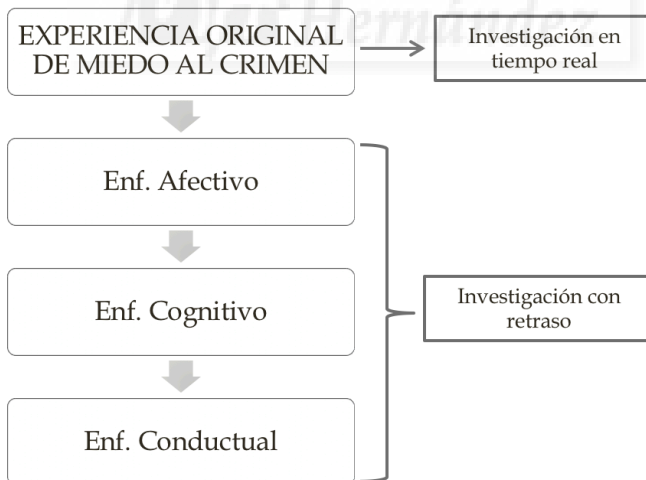 Hernández
EXPERIENCIA ORIGINAL
DE MIEDO AL CRIMEN
Investigación en
tiempo real
Enf. Afectivo
Enf. Cognitivo
Investigación con
retraso
Enf. Conductual